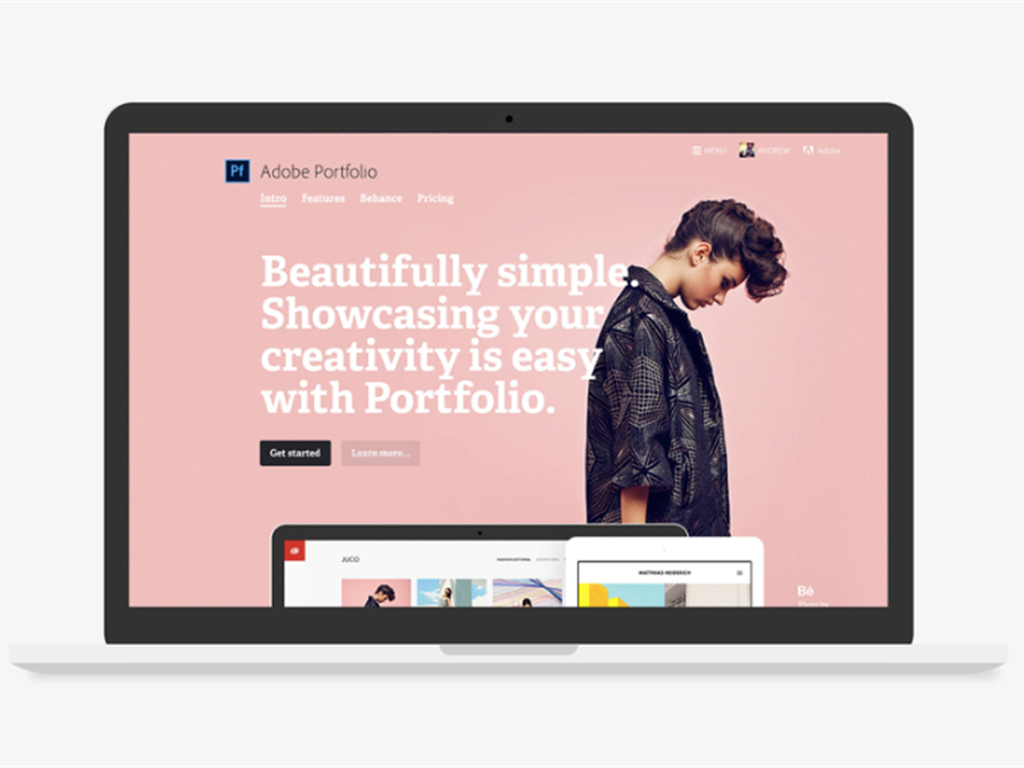 MENU ANDREW Adobe
Pf Adobe Portfolio
Intro Features Behance Pricing
Beautifully simple.
Showcasing your
creativity is easy
with Portfolio.
Get started Learn more...
JUCO
MATTHIAS HEIDERICH
Bē